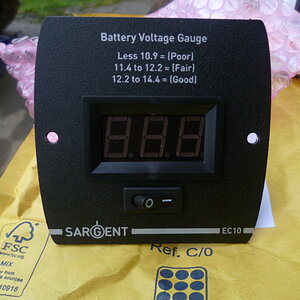 Battery Voltage Gauge
Less 10.9 = (Poor)
11.4 to 12.2 = (Fair)
12.2 to 14.4 = (Good)
SARGENT
EC10
FSC
MIX
Ref. C/0